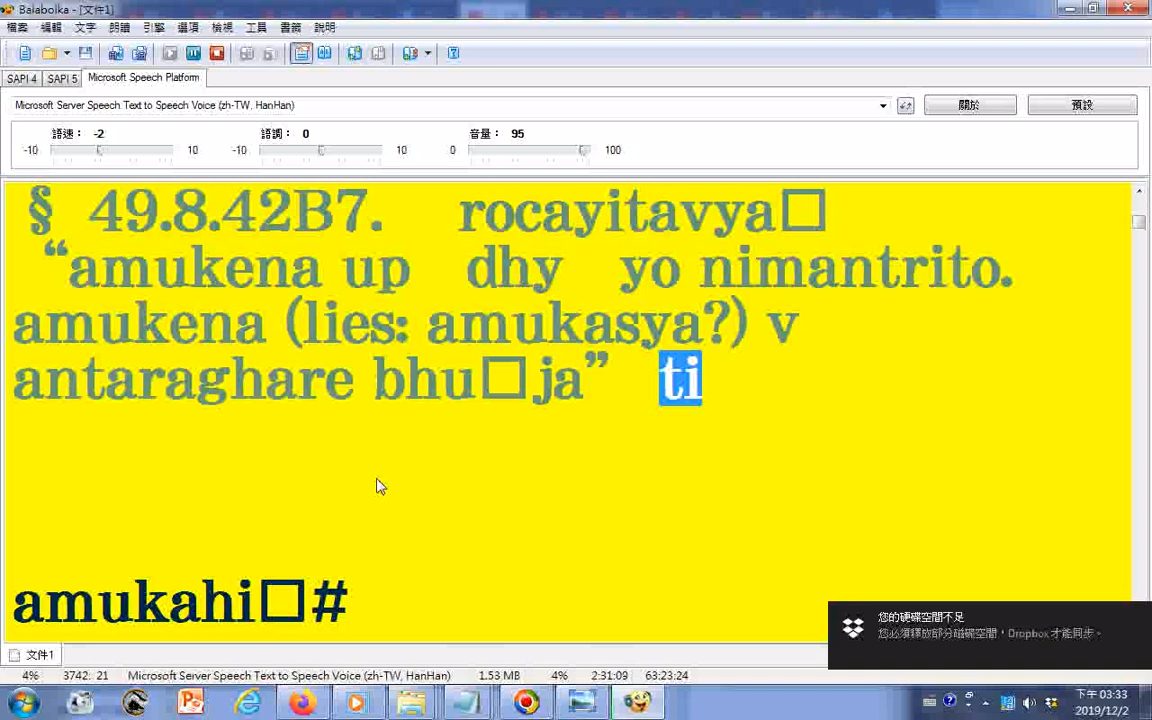 Balabolka - [文件1]
檔案 編輯 文字 朗讀 引擎 選項 檢視 工具 書籤 說明
SAPI 4 SAPI 5 Microsoft Speech Platform
Microsoft Server Speech Text to Speech Voice (zh-TW, HanHan) 關於 預設
語速: -2 語調: 0 音量: 95
-10 10 -10 10 0 100
§ 49.8.42B7. rocayitavya□
“amukena up dhy yo nimantrito.
amukena (lies: amukasya?) v
antaraghare bhu□ja” ti
amukahi□#
您的硬碟空間不足
您必須釋放部分磁碟空間，Dropbox 才能同步。
文件1
4% 3742: 21 Microsoft Server Speech Text to Speech Voice (zh-TW, HanHan) 1.53 MB 4% 2:31:09 63:23:24
下午 03:33
2019/12/2